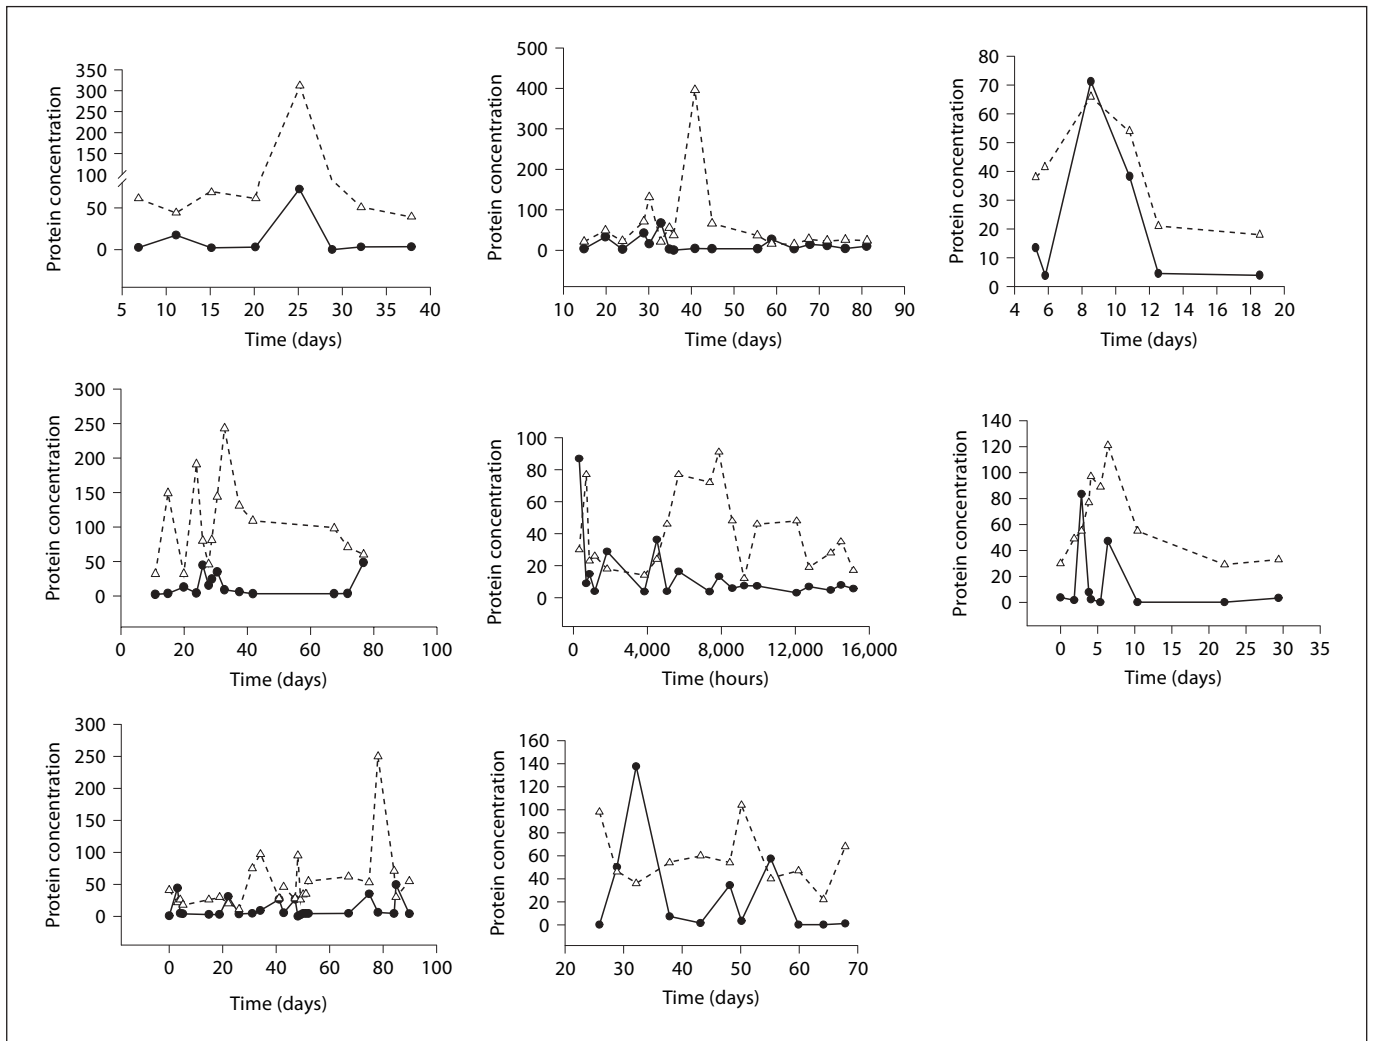 Protein concentration
350
300
250
200
150
100
50
0
5 10 15 20 25 30 35 40
Time (days)
Protein concentration
500
400
300
200
100
0
10 20 30 40 50 60 70 80 90
Time (days)
Protein concentration
80
70
60
50
40
30
20
10
0
4 6 8 10 12 14 16 18 20
Time (days)
Protein concentration
300
250
200
150
100
50
0
0 20 40 60 80 100
Time (days)
Protein concentration
100
80
60
40
20
0
0 4,000 8,000 12,000 16,000
Time (hours)
Protein concentration
140
120
100
80
60
40
20
0
0 5 10 15 20 25 30 35
Time (days)
Protein concentration
300
250
200
150
100
50
0
0 20 40 60 80 100
Time (days)
Protein concentration
160
140
120
100
80
60
40
20
0
20 30 40 50 60 70
Time (days)